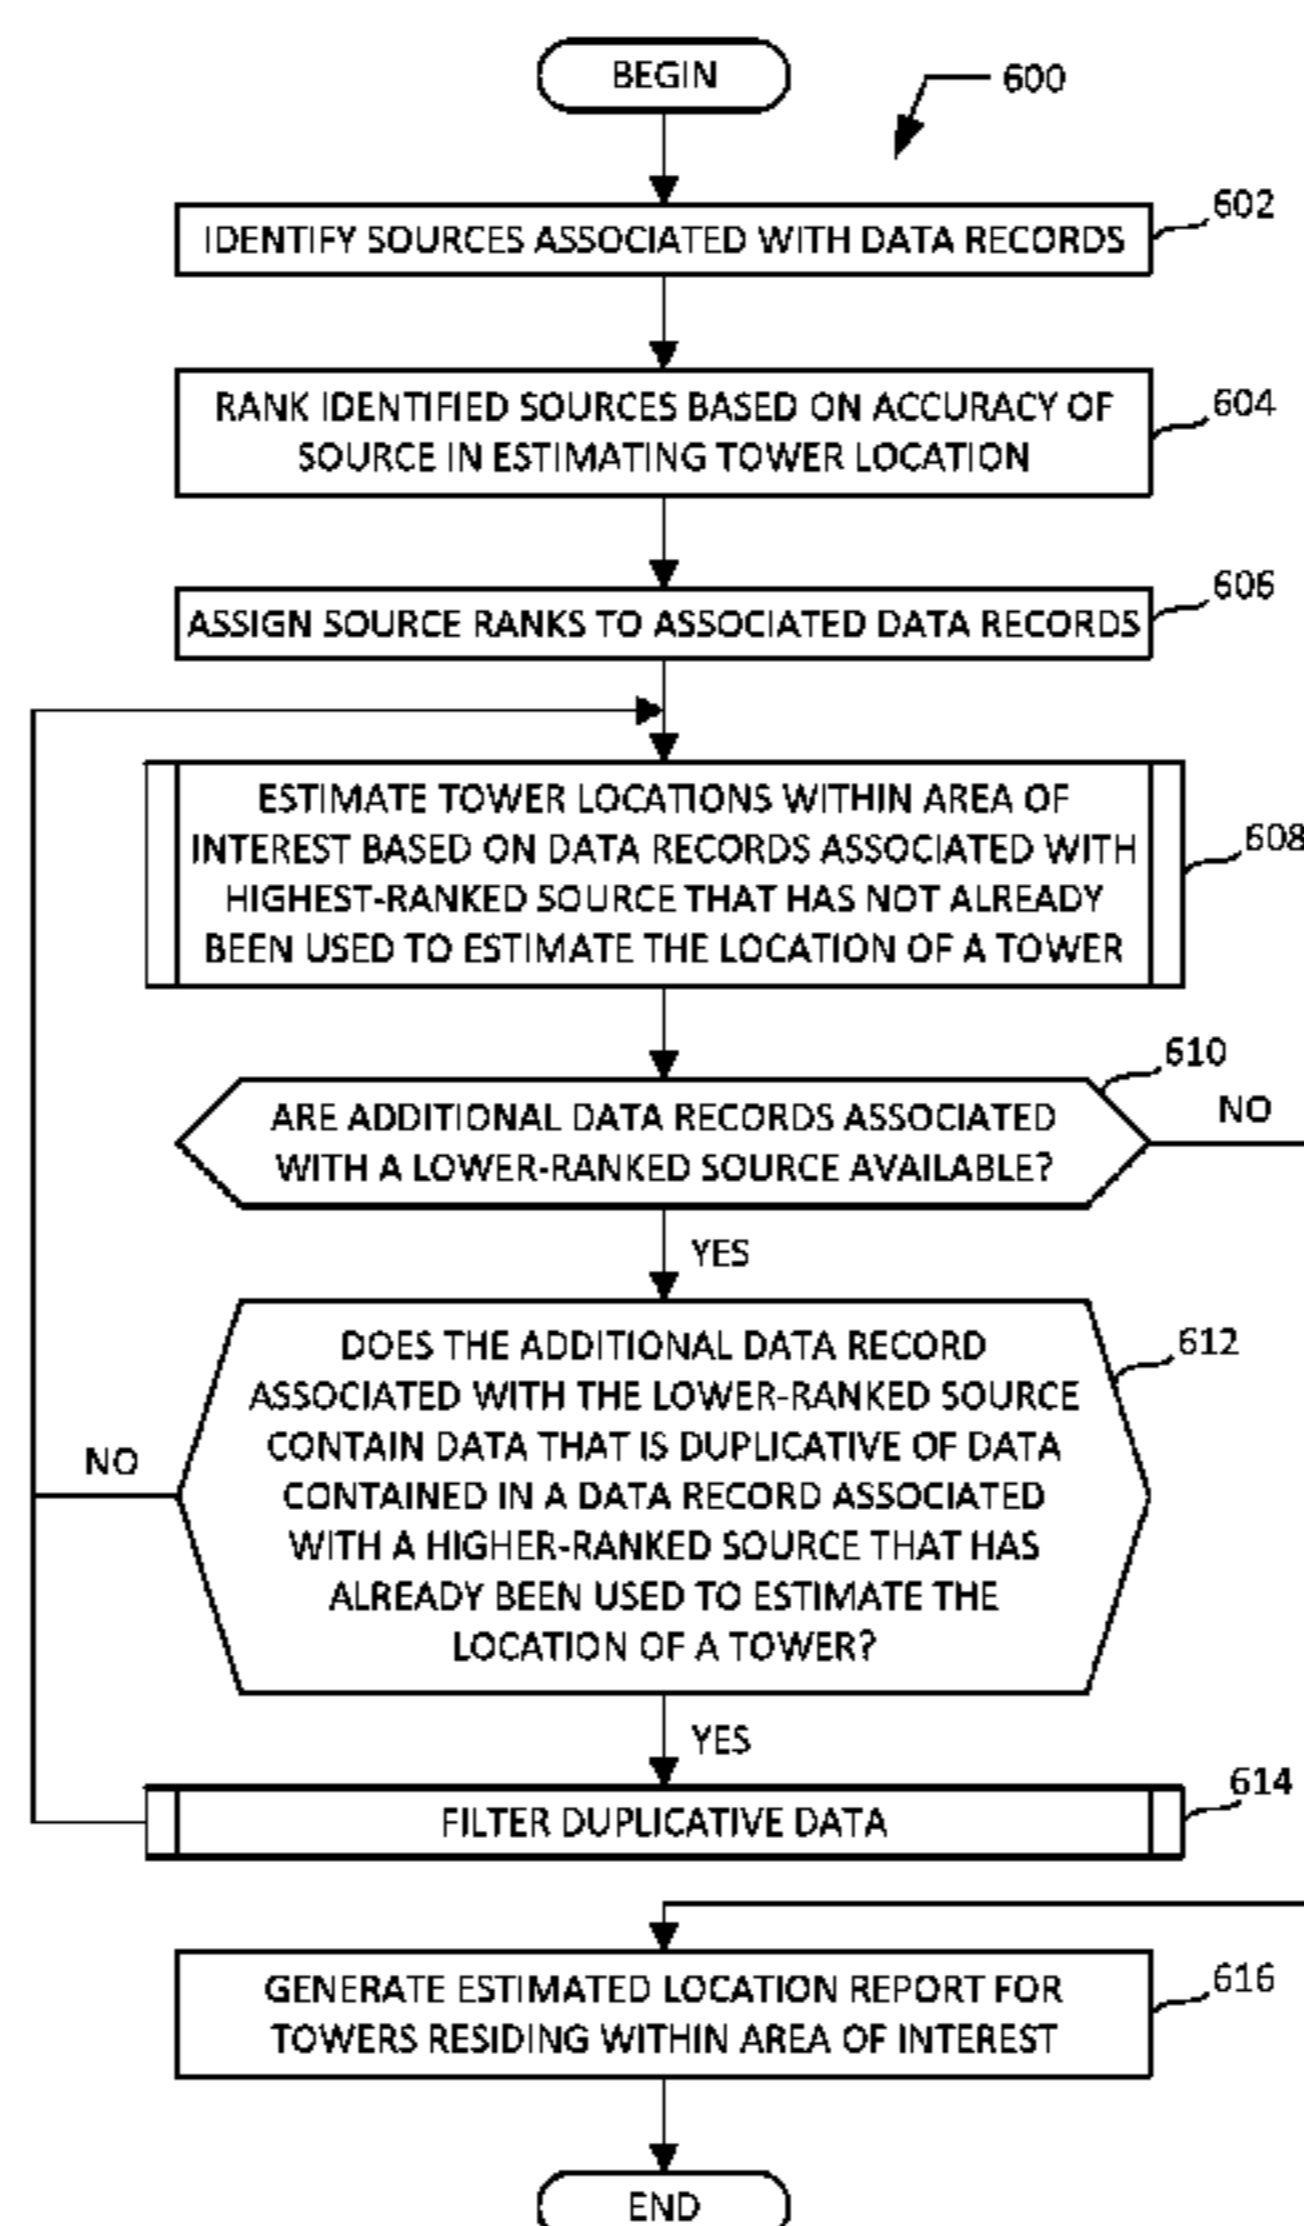 BEGIN
600
602
IDENTIFY SOURCES ASSOCIATED WITH DATA RECORDS
604
RANK IDENTIFIED SOURCES BASED ON ACCURACY OF
SOURCE IN ESTIMATING TOWER LOCATION
606
ASSIGN SOURCE RANKS TO ASSOCIATED DATA RECORDS
ESTIMATE TOWER LOCATIONS WITHIN AREA OF
INTEREST BASED ON DATA RECORDS ASSOCIATED WITH
HIGHEST-RANKED SOURCE THAT HAS NOT ALREADY
BEEN USED TO ESTIMATE THE LOCATION OF A TOWER
608
610
ARE ADDITIONAL DATA RECORDS ASSOCIATED
WITH A LOWER-RANKED SOURCE AVAILABLE?
NO
YES
612
DOES THE ADDITIONAL DATA RECORD
ASSOCIATED WITH THE LOWER-RANKED SOURCE
CONTAIN DATA THAT IS DUPLICATIVE OF DATA
CONTAINED IN A DATA RECORD ASSOCIATED
WITH A HIGHER-RANKED SOURCE THAT HAS
ALREADY BEEN USED TO ESTIMATE THE
LOCATION OF A TOWER?
NO
YES
614
FILTER DUPLICATIVE DATA
616
GENERATE ESTIMATED LOCATION REPORT FOR
TOWERS RESIDING WITHIN AREA OF INTEREST
END